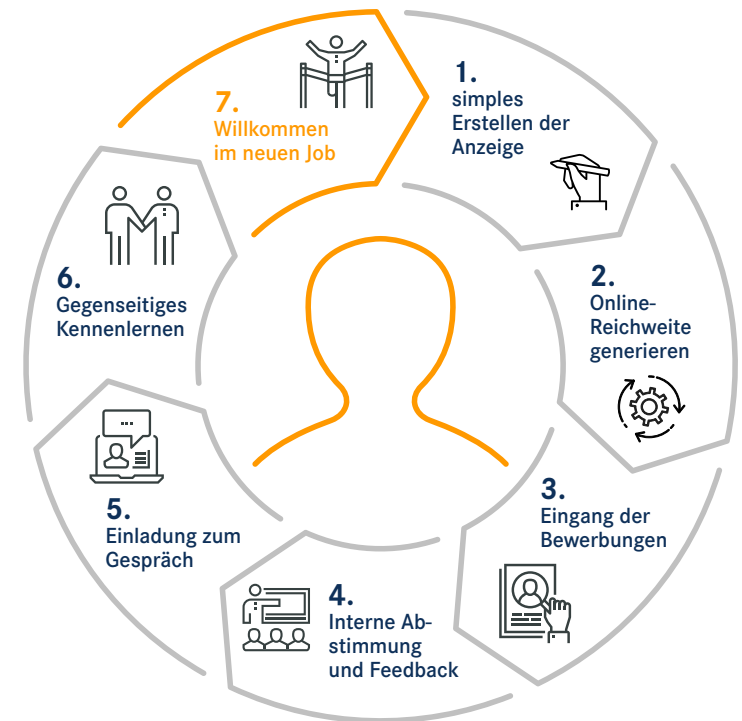 1.
simples
Erstellen der
Anzeige
2.
Online-
Reichweite
generieren
3.
Eingang der
Bewerbungen
4.
Interne Ab-
stimmung
und Feedback
5.
Einladung zum
Gespräch
6.
Gegenseitiges
Kennenlernen
7.
Willkommen
im neuen Job